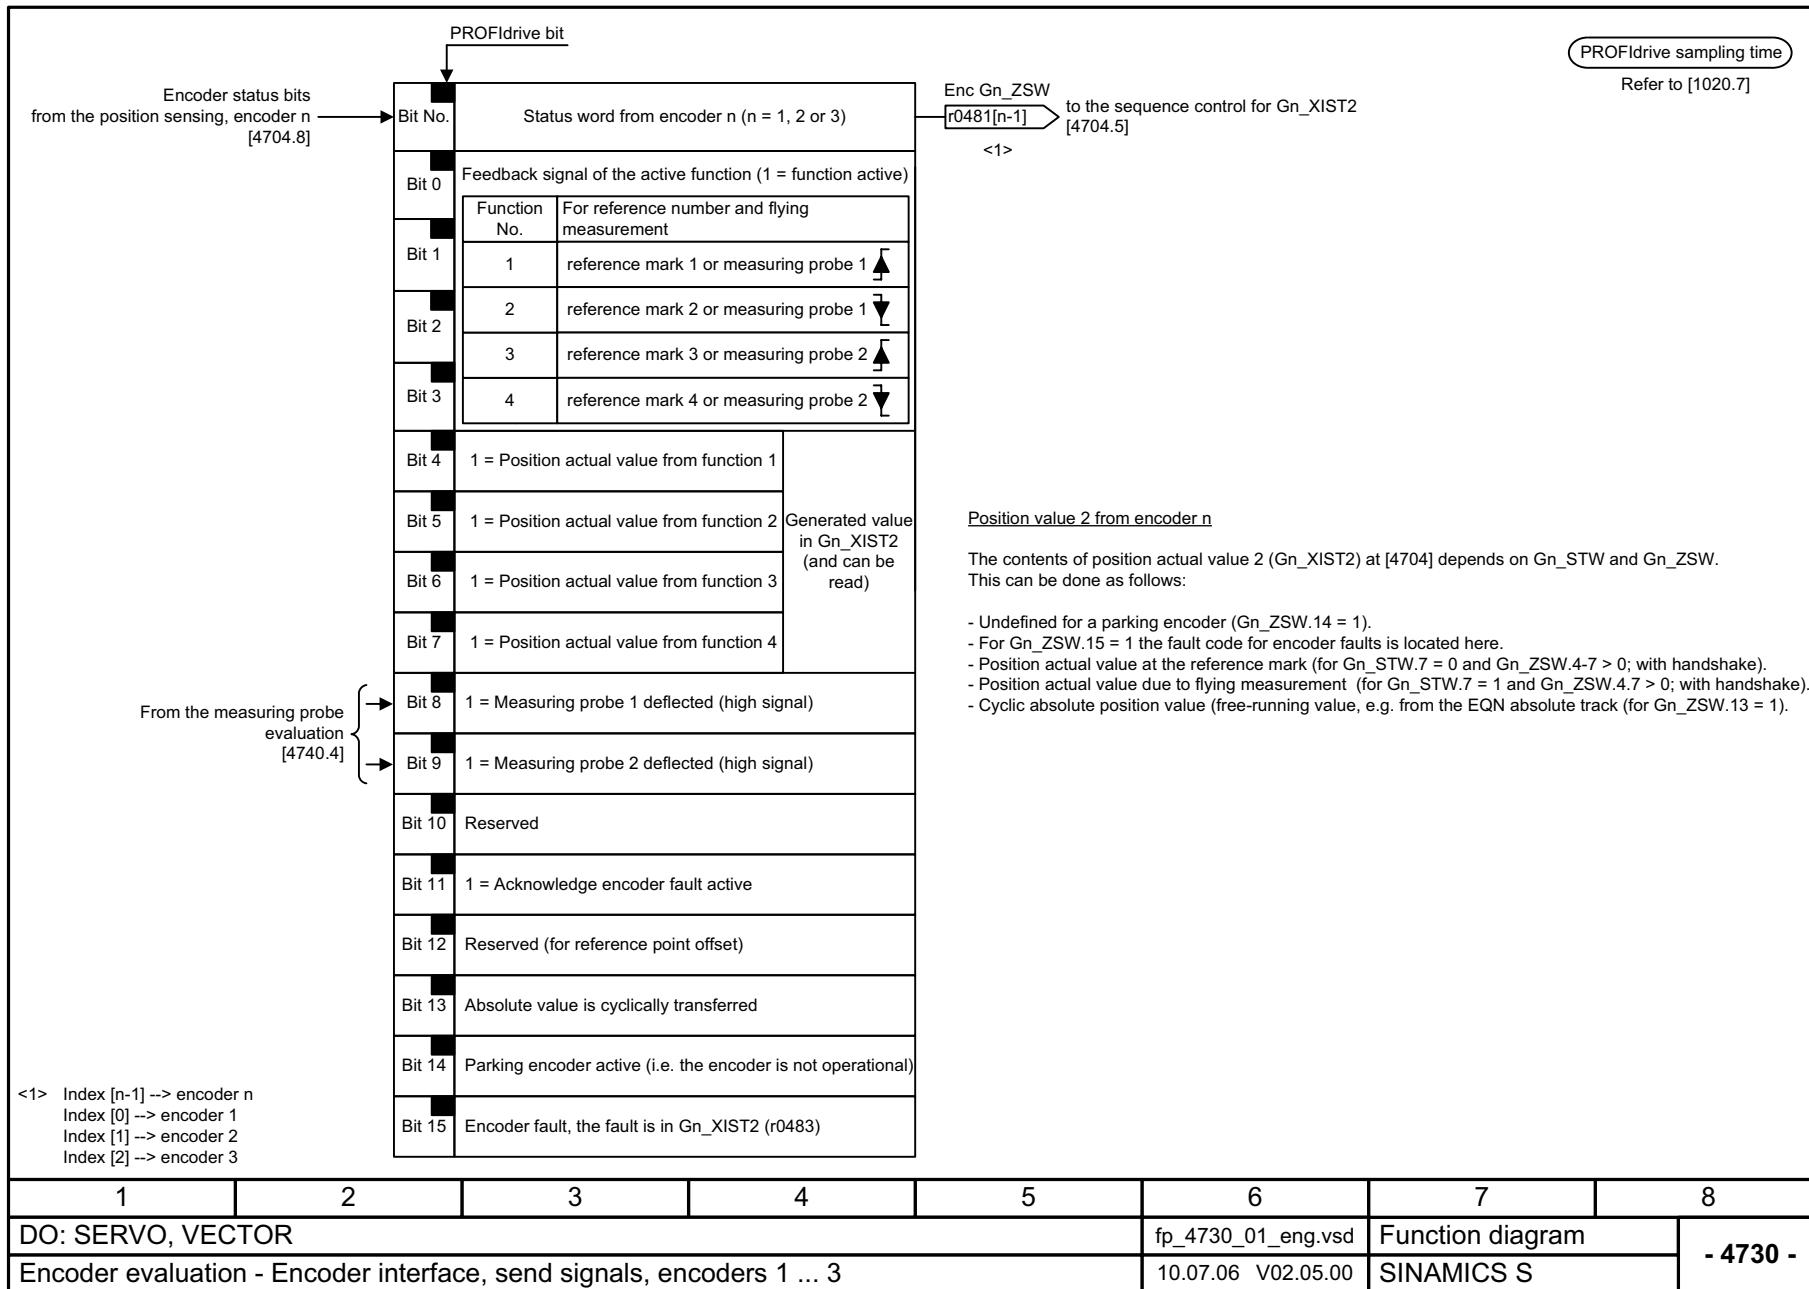 PROFIdrive bit
PROFIdrive sampling time
Refer to [1020.7]
Encoder status bits
from the position sensing, encoder n
[4704.8]
Bit No.
Status word from encoder n (n = 1, 2 or 3)
Enc Gn_ZSW
r0481[n-1]
<1>
to the sequence control for Gn_XIST2
[4704.5]
Bit 0
Feedback signal of the active function (1 = function active)
Function
No.
For reference number and flying
measurement
Bit 1
1
reference mark 1 or measuring probe 1
Bit 2
2
reference mark 2 or measuring probe 1
3
reference mark 3 or measuring probe 2
Bit 3
4
reference mark 4 or measuring probe 2
Bit 4
1 = Position actual value from function 1
Bit 5
1 = Position actual value from function 2
Generated value
in Gn_XIST2
(and can be
read)
Bit 6
1 = Position actual value from function 3
Bit 7
1 = Position actual value from function 4
Position value 2 from encoder n
The contents of position actual value 2 (Gn_XIST2) at [4704] depends on Gn_STW and Gn_ZSW.
This can be done as follows:
- Undefined for a parking encoder (Gn_ZSW.14 = 1).
- For Gn_ZSW.15 = 1 the fault code for encoder faults is located here.
- Position actual value at the reference mark (for Gn_STW.7 = 0 and Gn_ZSW.4-7 > 0; with handshake).
- Position actual value due to flying measurement  (for Gn_STW.7 = 1 and Gn_ZSW.4.7 > 0; with handshake).
- Cyclic absolute position value (free-running value, e.g. from the EQN absolute track (for Gn_ZSW.13 = 1).
From the measuring probe
evaluation
[4740.4]
Bit 8
1 = Measuring probe 1 deflected (high signal)
Bit 9
1 = Measuring probe 2 deflected (high signal)
Bit 10
Reserved
Bit 11
1 = Acknowledge encoder fault active
Bit 12
Reserved (for reference point offset)
Bit 13
Absolute value is cyclically transferred
Bit 14
Parking encoder active (i.e. the encoder is not operational)
Bit 15
Encoder fault, the fault is in Gn_XIST2 (r0483)
<1> Index [n-1] --> encoder n
Index [0] --> encoder 1
Index [1] --> encoder 2
Index [2] --> encoder 3
1 2 3 4 5 6 7 8
DO: SERVO, VECTOR
fp_4730_01_eng.vsd
Function diagram
- 4730 -
Encoder evaluation - Encoder interface, send signals, encoders 1 ... 3
10.07.06 V02.05.00
SINAMICS S